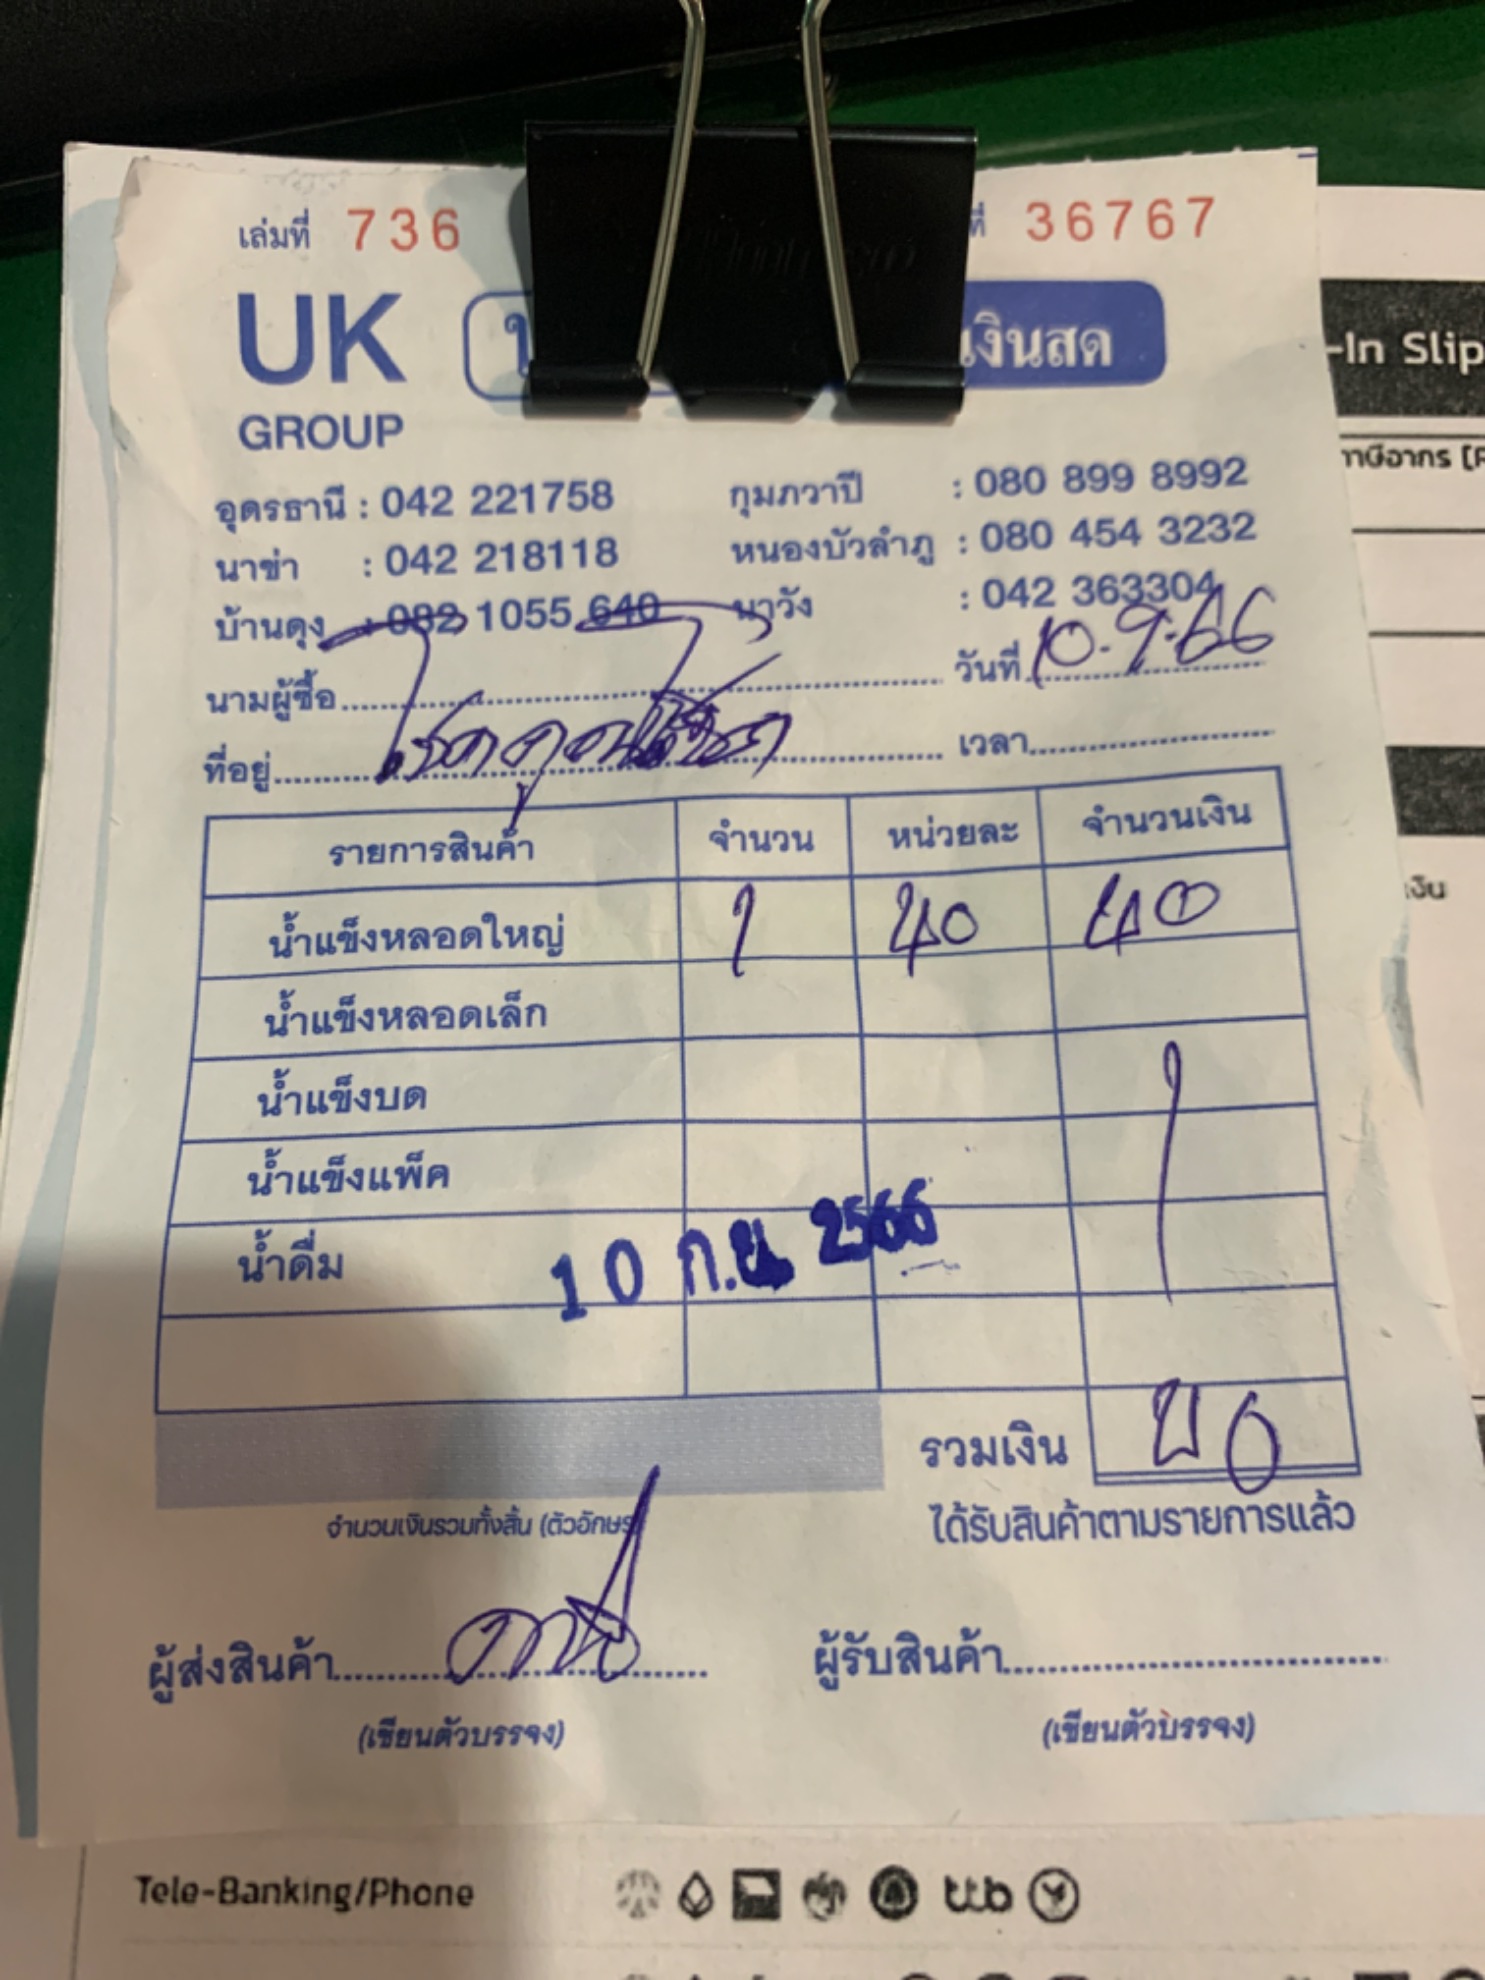 เล่มที่ 736 ที่ 36767
UK เงินสด
GROUP
อุดรธานี : 042 221758 กุมภวาปี : 080 899 8992
นาข่า : 042 218118 หนองบัวลำภู : 080 454 3232
บ้านดุง : 082 1055 640 นาวัง : 042 363304
นามผู้ซื้อ วันที่ 10-9-66
ที่อยู่ เวลา
รายการสินค้า จำนวน หน่วยละ จำนวนเงิน
น้ำแข็งหลอดใหญ่ 1 40 40
น้ำแข็งหลอดเล็ก
น้ำแข็งบด
น้ำแข็งแพ็ค
น้ำดื่ม
10 ก.ย. 2566
รวมเงิน 40
จำนวนเงินรวมทั้งสิ้น (ตัวอักษร)
ได้รับสินค้าตามรายการแล้ว
ผู้ส่งสินค้า ผู้รับสินค้า
(เขียนตัวบรรจง) (เขียนตัวบรรจง)
-In Slip
Tele-Banking/Phone
ttb